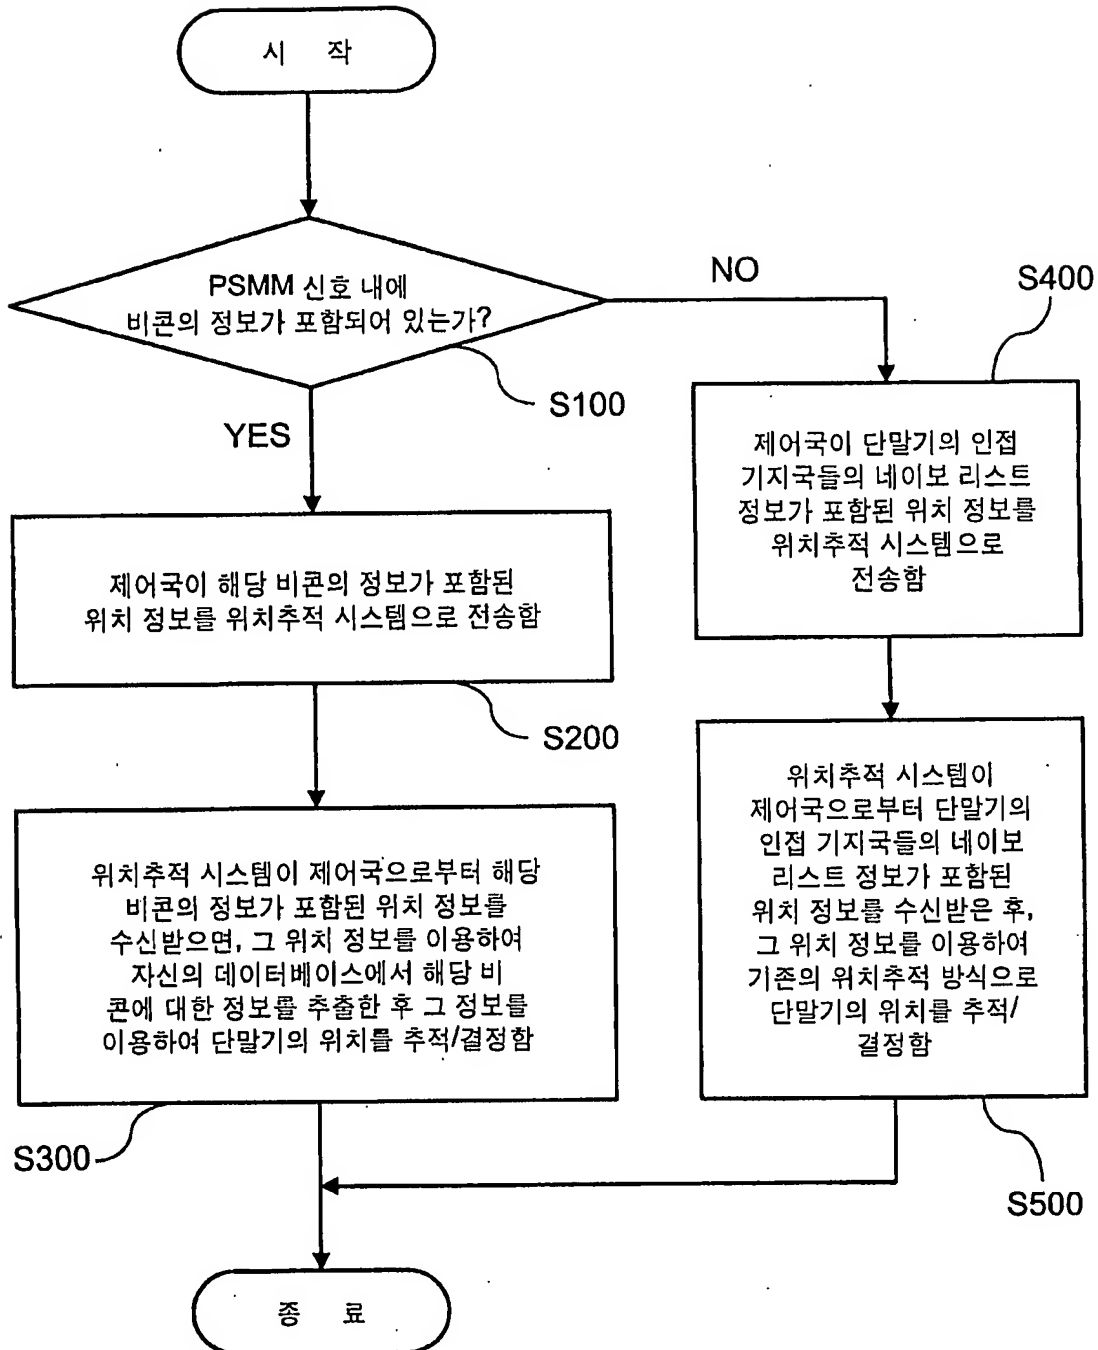 시 작
PSMM 신호 내에
비콘의 정보가 포함되어 있는가?
NO
S400
S100
YES
제어국이 단말기의 인접
기지국들의 네이보 리스트
정보가 포함된 위치 정보를
위치추적 시스템으로
전송함
제어국이 해당 비콘의 정보가 포함된
위치 정보를 위치추적 시스템으로 전송함
S200
위치추적 시스템이
제어국으로부터 단말기의
인접 기지국들의 네이보
리스트 정보가 포함된
위치 정보를 수신받은 후,
그 위치 정보를 이용하여
기존의 위치추적 방식으로
단말기의 위치를 추적/
결정함
위치추적 시스템이 제어국으로부터 해당
비콘의 정보가 포함된 위치 정보를
수신받으면, 그 위치 정보를 이용하여
자신의 데이터베이스에서 해당 비
콘에 대한 정보를 추출한 후 그 정보를
이용하여 단말기의 위치를 추적/결정함
S300
S500
종 료